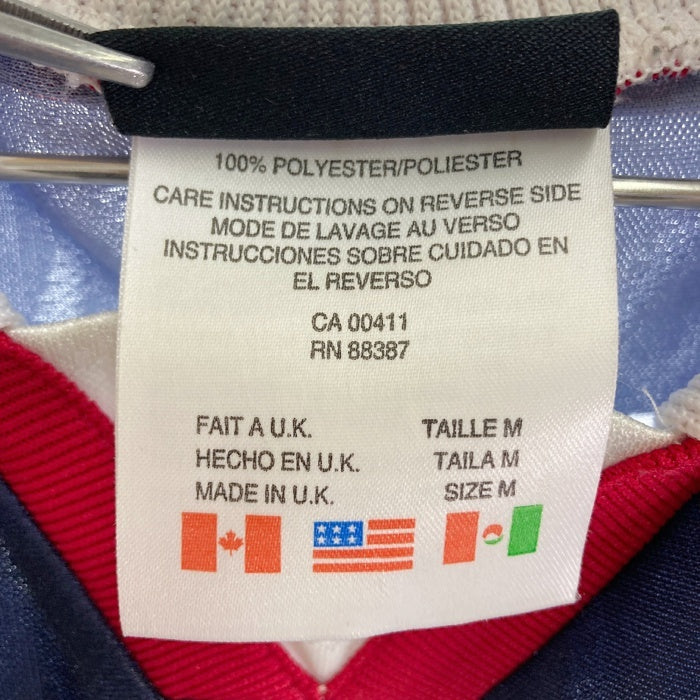 100% POLYESTER/POLIESTER
CARE INSTRUCTIONS ON REVERSE SIDE
MODE DE LAVAGE AU VERSO
INSTRUCCIONES SOBRE CUIDADO EN
EL REVERSO
CA 00411
RN 88387
FAIT A U.K. TAILLE M
HECHO EN U.K. TAILA M
MADE IN U.K. SIZE M